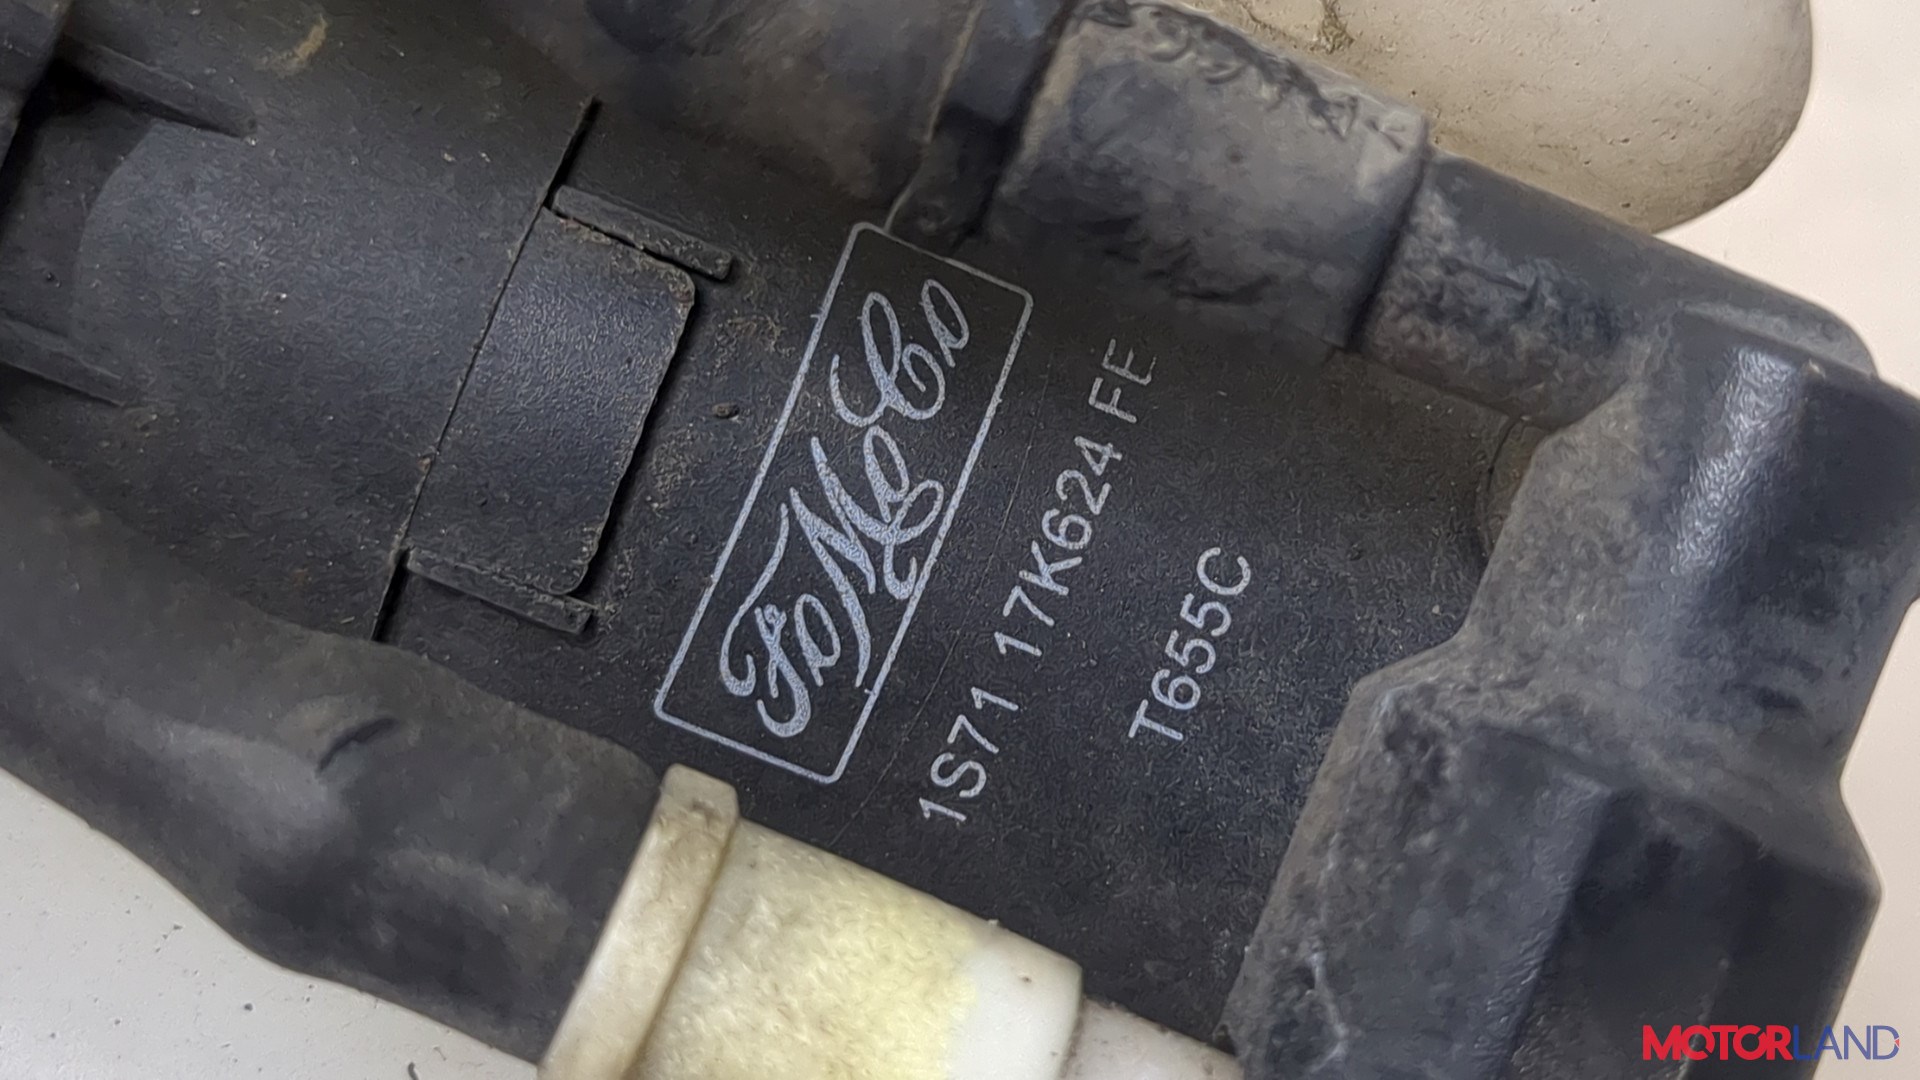 FoMoCo
1S71 17K624 FE
T655C
MOTORLAND